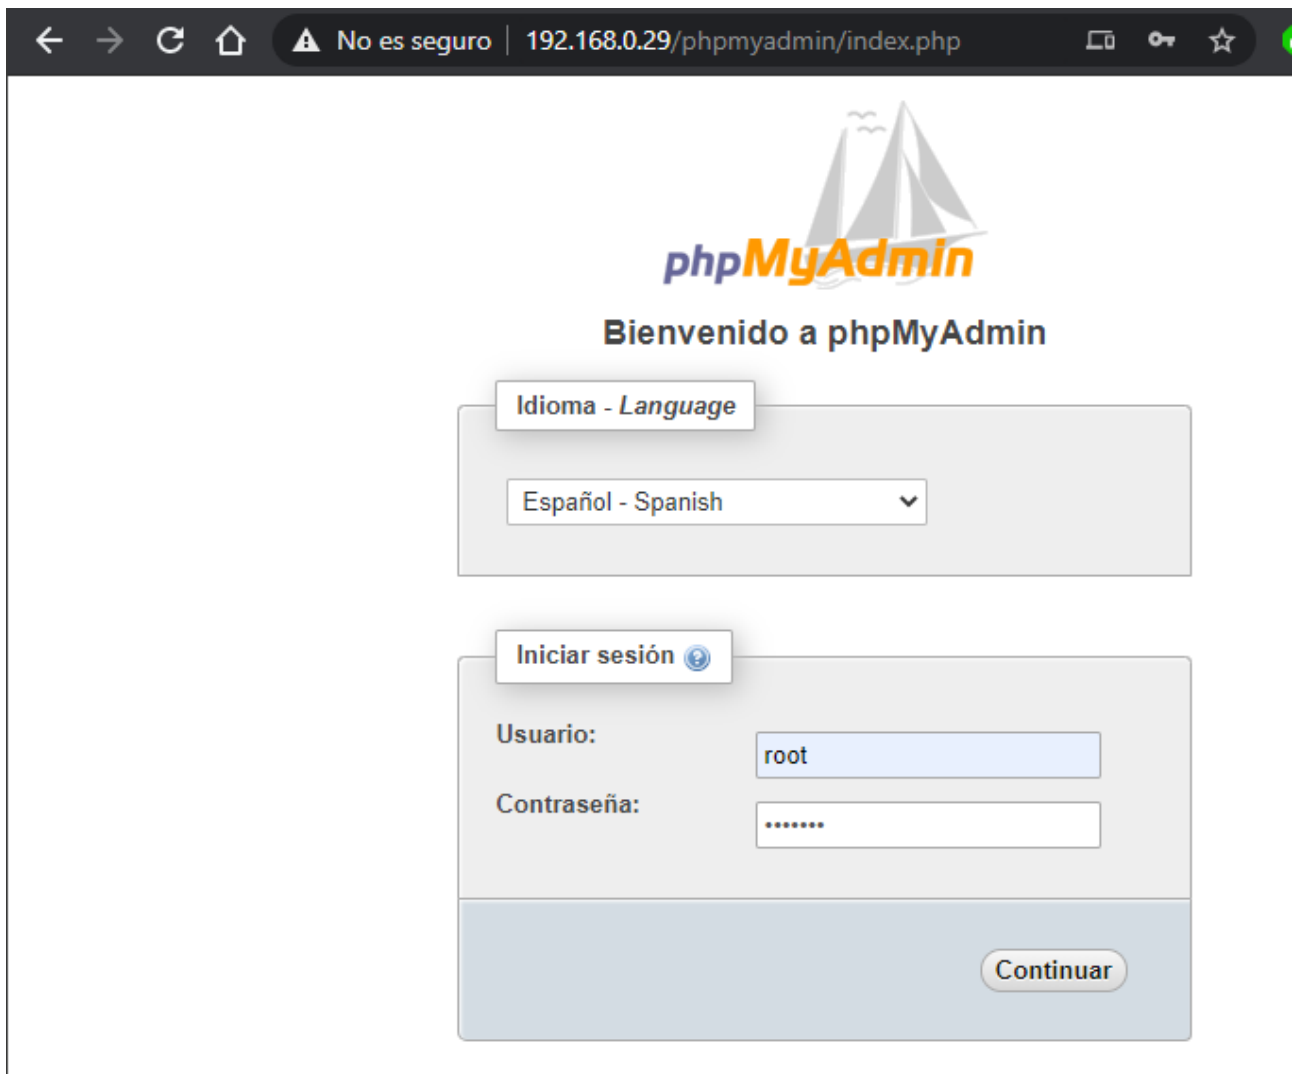 No es seguro | 192.168.0.29/phpmyadmin/index.php
phpMyAdmin
Bienvenido a phpMyAdmin
Idioma - Language
Español - Spanish
Iniciar sesión
Usuario:
root
Contraseña:
•••••••
Continuar